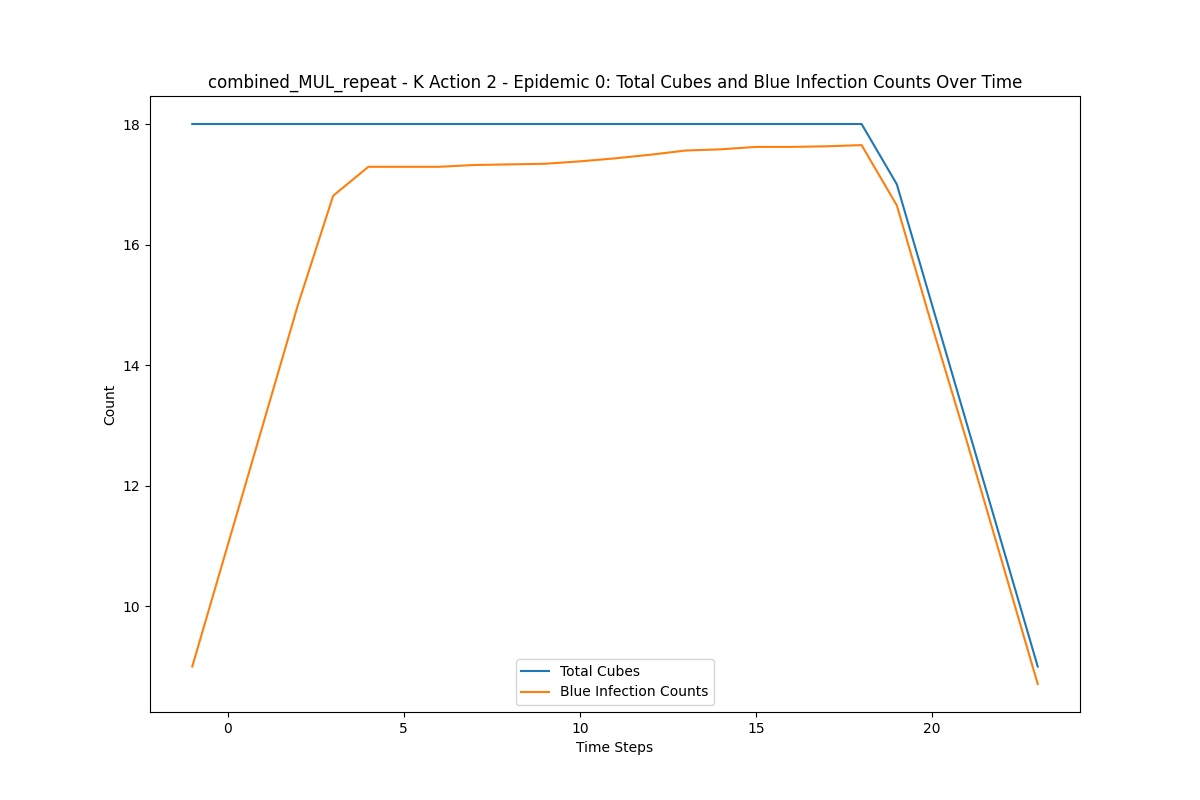 combined_MUL_repeat - K Action 2 - Epidemic 0: Total Cubes and Blue Infection Counts Over Time
18
16
14
12
10
Count
0 5 10 15 20
Time Steps
Total Cubes
Blue Infection Counts